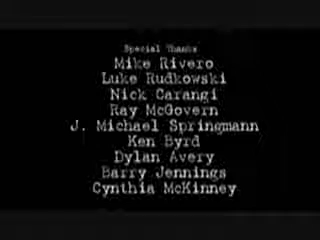 Special Thanks
Mike Rivero
Luke Rudkowski
Nick Carangi
Ray McGovern
J. Michael Springmann
Ken Byrd
Dylan Avery
Barry Jennings
Cynthia McKinney